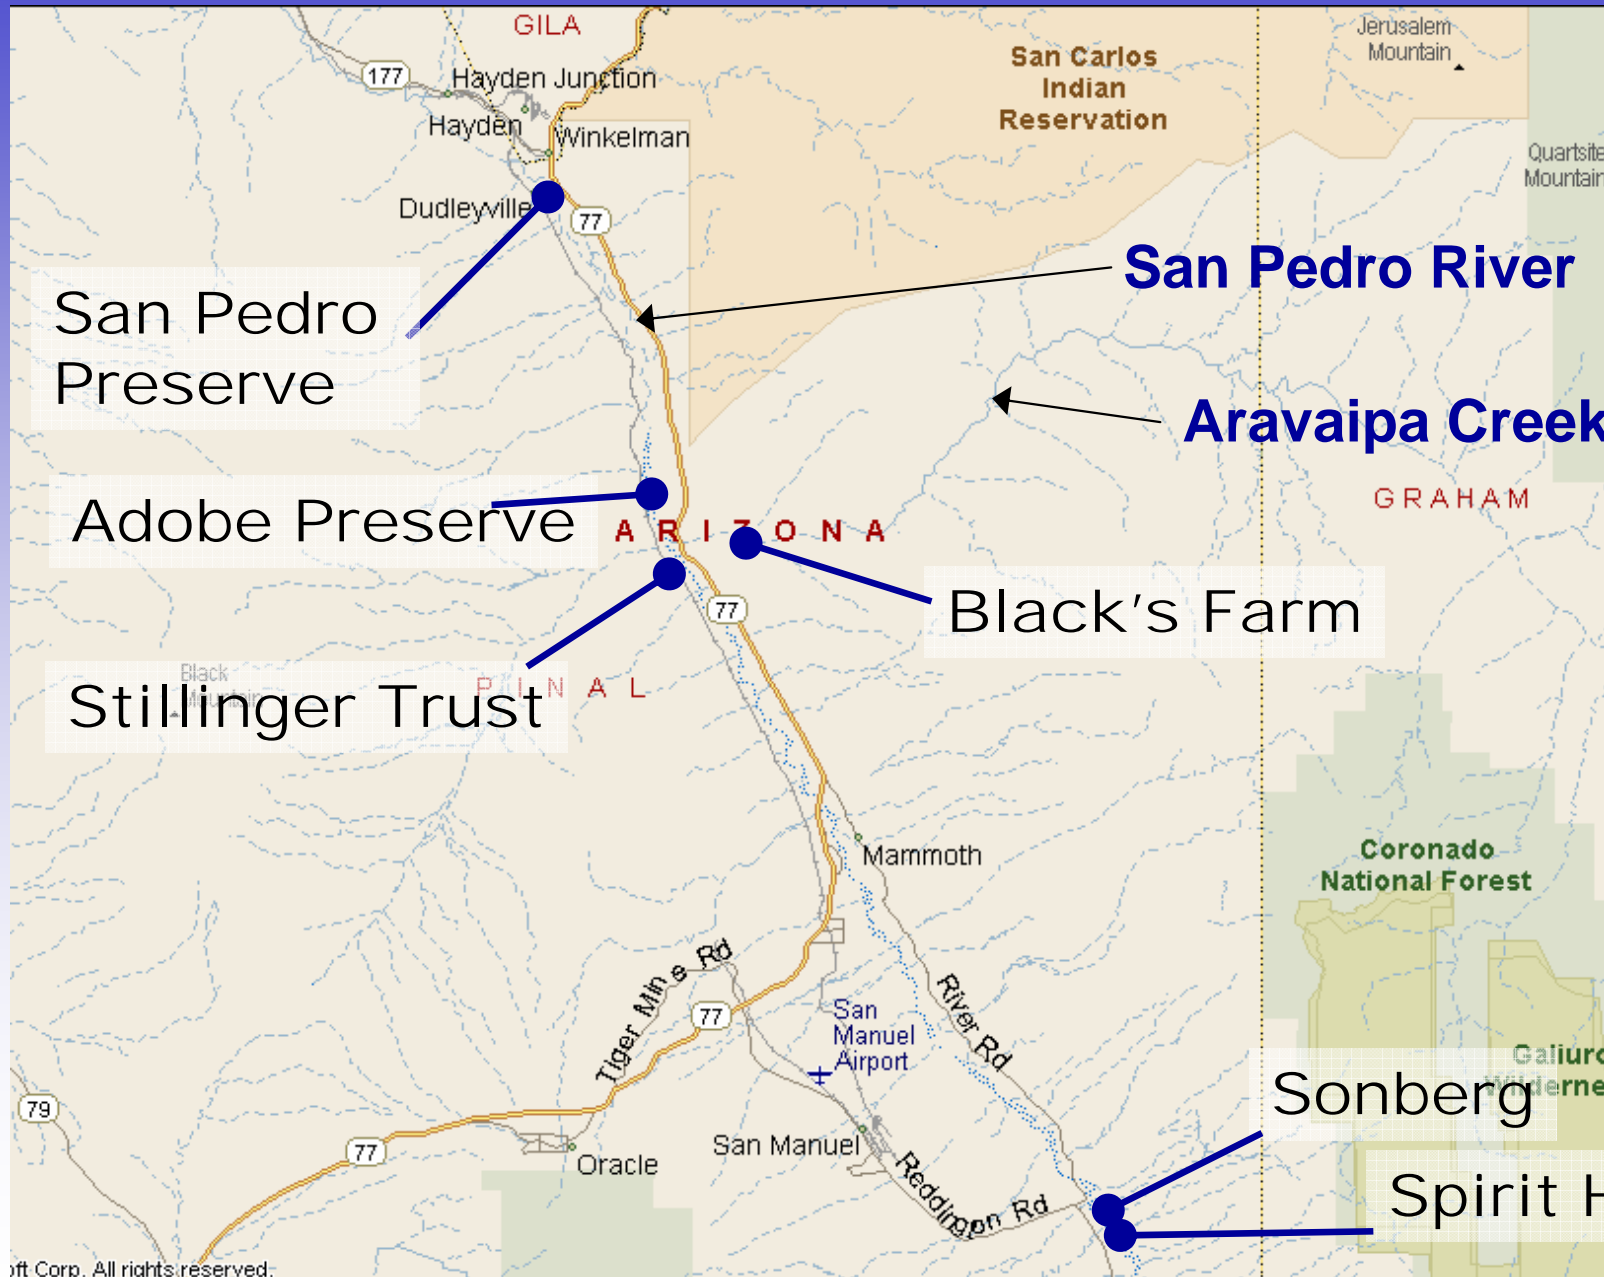 GILA
177
Hayden Junction
Hayden
Winkelman
San Carlos
Indian
Reservation
Jerusalem
Mountain
Quartsite
Mountain
Dudleyville
77
San Pedro River
San Pedro
Preserve
Aravaipa Creek
GRAHAM
Adobe Preserve
ARIZONA
Black's Farm
77
Black
Mountain
PINAL
Stillinger Trust
Mammoth
Coronado
National Forest
Tiger Mine Rd
River Rd
77
San
Manuel
Airport
Galiuro
Sonberg
79
77
Oracle
San Manuel
Reddington Rd
Spirit H
Corp. All rights reserved.